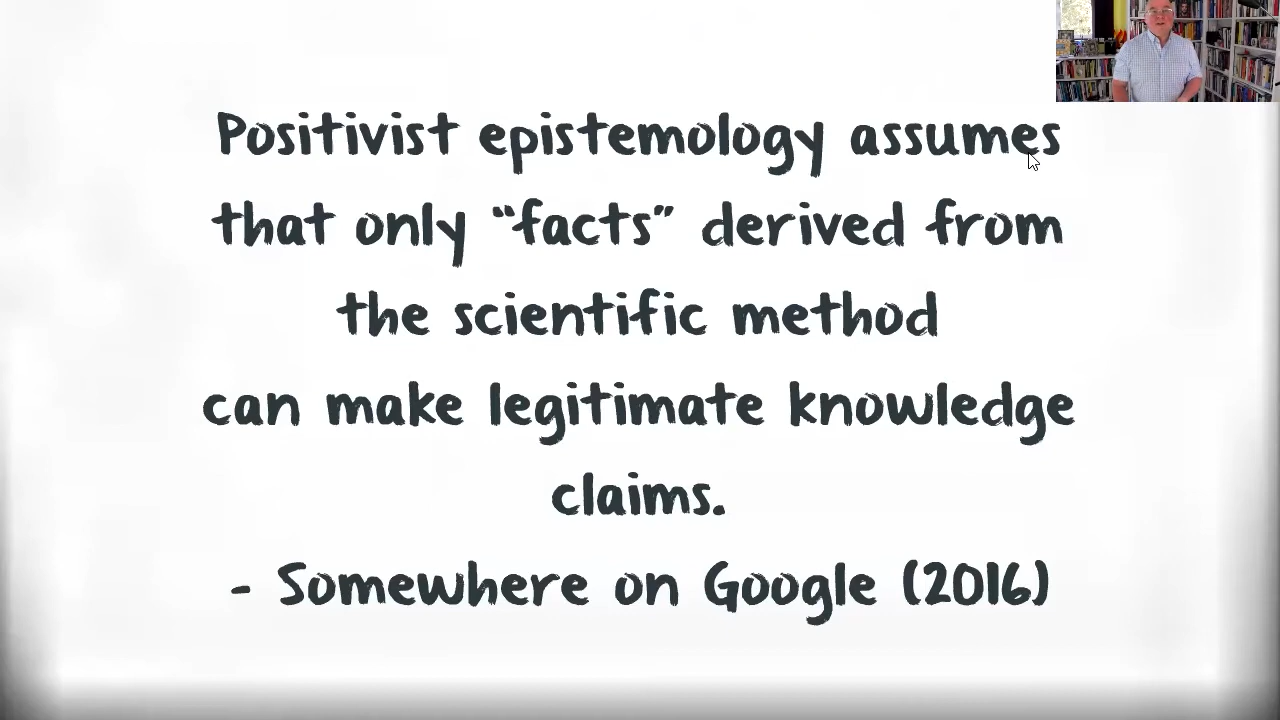 Positivist epistemology assumes
that only “facts” derived from
the scientific method
can make legitimate knowledge
claims.
- Somewhere on Google (2016)